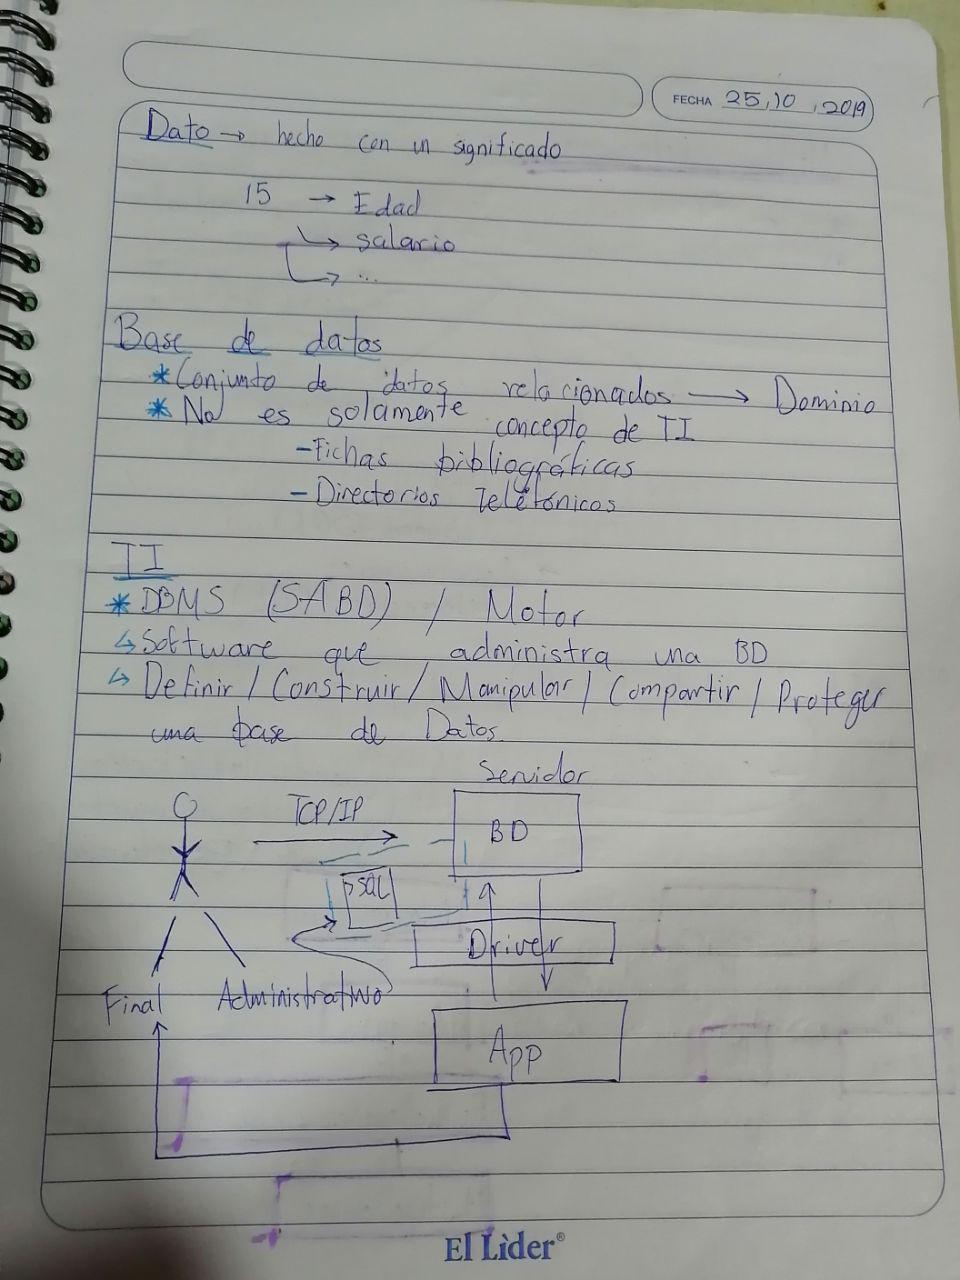 FECHA 25,10,2019
Dato → hecho con un significado
15 → Edad
↳ salario
↳ ...
Base de datos
* Conjunto de datos relacionados → Dominio
* No es solamente concepto de TI
- Fichas bibliográficas
- Directorios Telefónicos
TI
* DBMS (SABD) / Motor
↳ Software que administra una BD
↳ Definir / Construir / Manipular / Compartir / Proteger
una base de Datos
Servidor
TCP/IP
BD
PSQL
Driver
Final Administrativo
App
El Lìder®